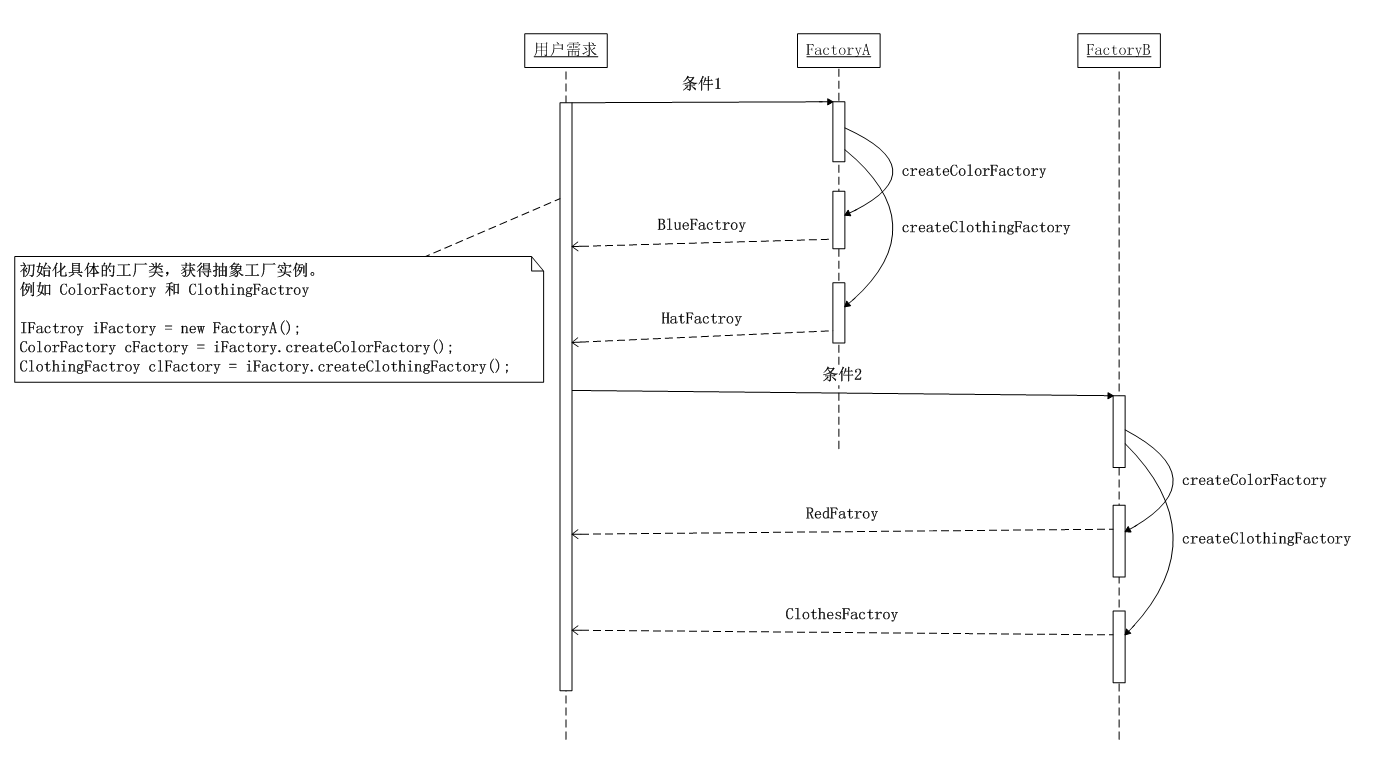 用户需求
FactoryA
FactoryB
条件1
createColorFactory
createClothingFactory
BlueFactroy
初始化具体的工厂类，获得抽象工厂实例。
例如 ColorFactory 和 ClothingFactroy
IFactroy iFactory = new FactoryA();
ColorFactory cFactory = iFactory.createColorFactory();
ClothingFactroy clFactory = iFactory.createClothingFactory();
HatFactroy
条件2
createColorFactory
RedFatroy
createClothingFactory
ClothesFactroy